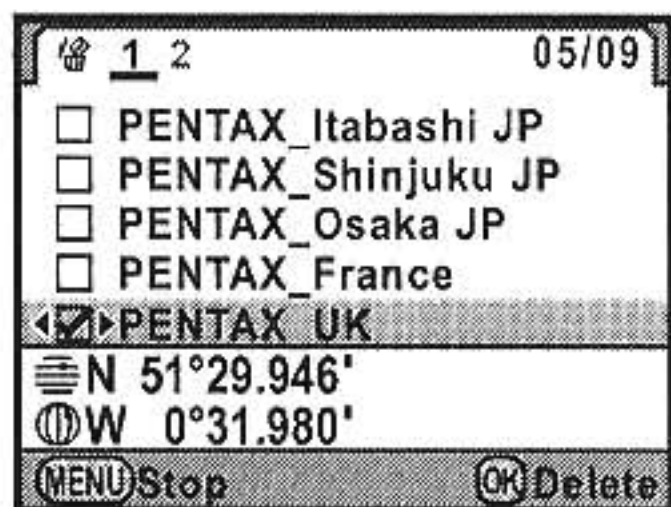 1 2 05/09
PENTAX_Itabashi JP
PENTAX_Shinjuku JP
PENTAX_Osaka JP
PENTAX_France
PENTAX_UK
N 51°29.946'
W 0°31.980'
MENU Stop OK Delete